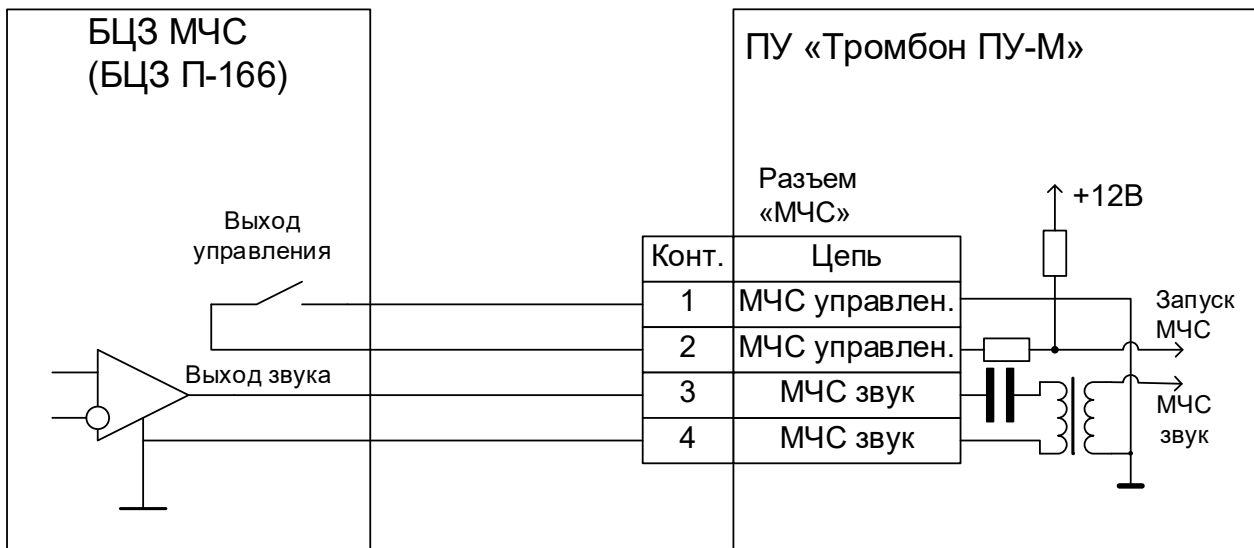 БЦЗ МЧС
(БЦЗ П-166)
ПУ «Тромбон ПУ-М»
Разъем
«МЧС»
+12В
Выход
управления
Конт. Цепь
1 МЧС управлен.
2 МЧС управлен.
3 МЧС звук
4 МЧС звук
Запуск
МЧС
Выход звука
МЧС
звук